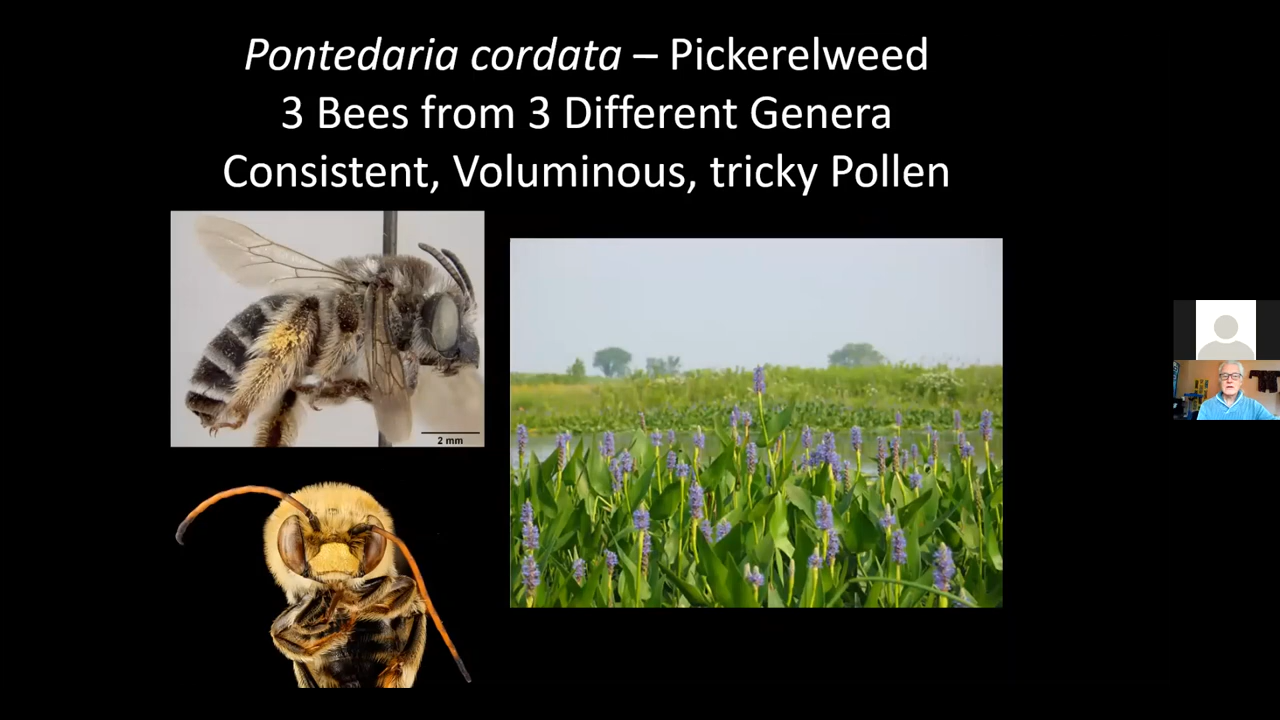 Pontedaria cordata – Pickerelweed
3 Bees from 3 Different Genera
Consistent, Voluminous, tricky Pollen
2 mm